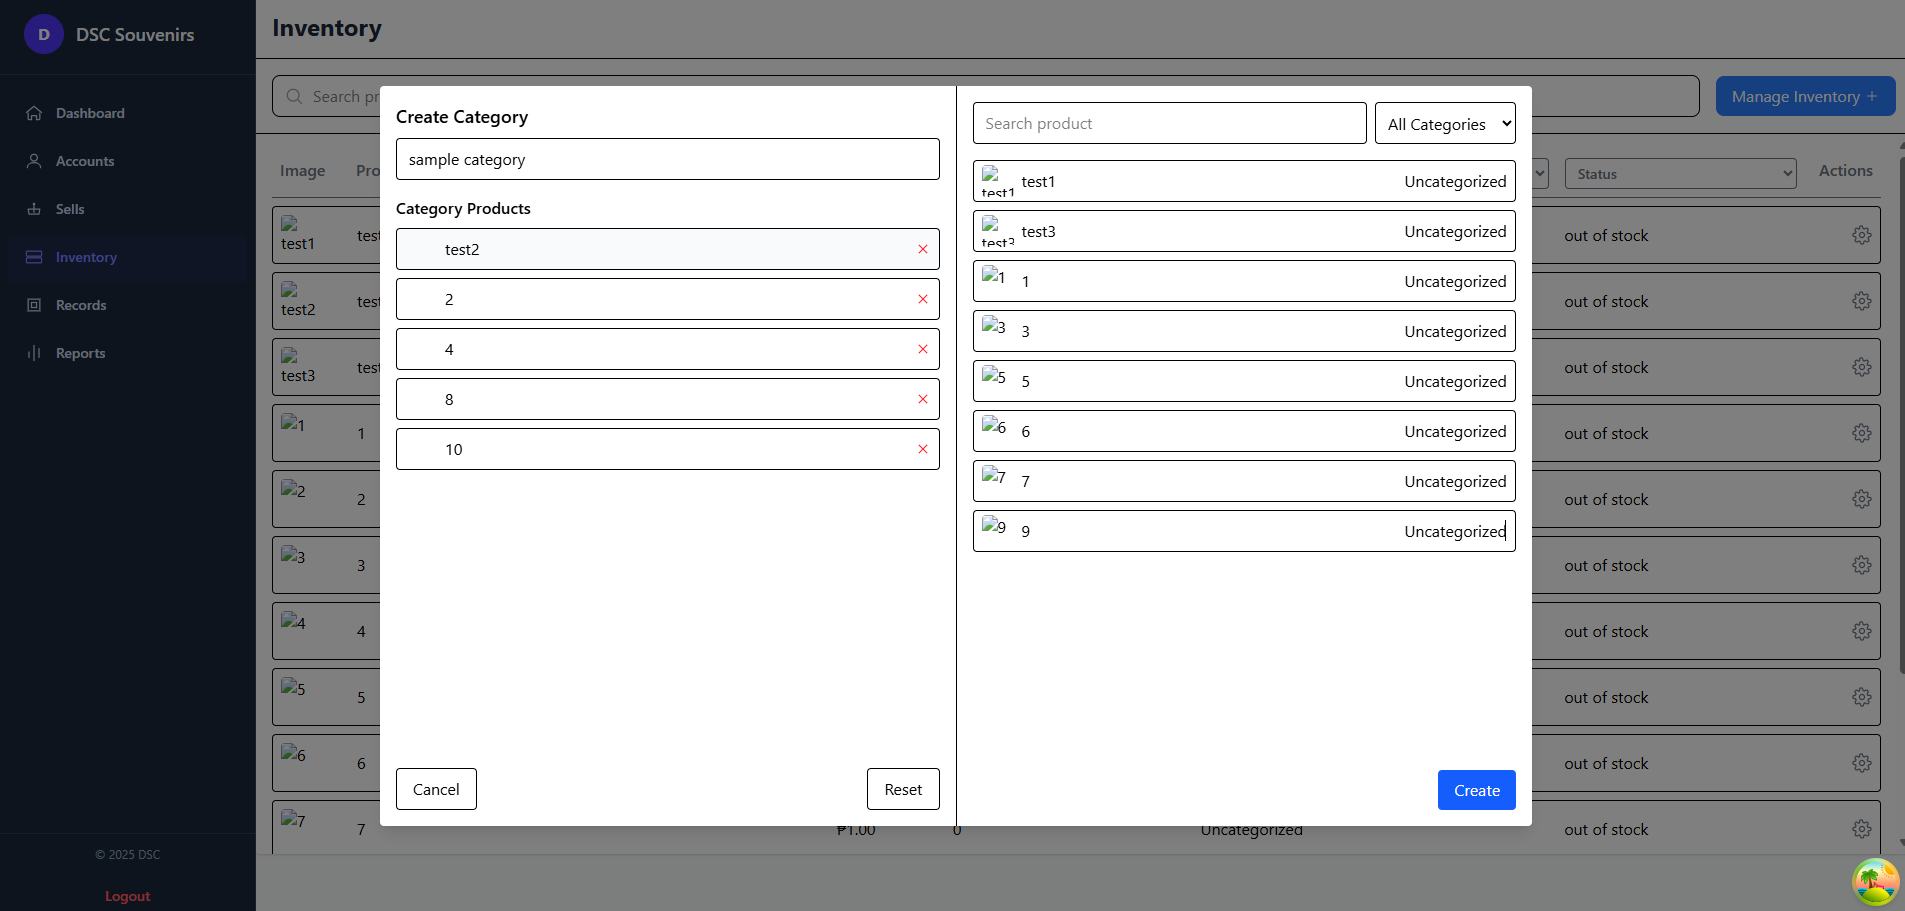 D DSC Souvenirs
Dashboard
Accounts
Sells
Inventory
Records
Reports
© 2025 DSC
Logout
Inventory
Search pr
Manage Inventory +
Image Pro Status Actions
test1 test out of stock
test2 test out of stock
test3 test out of stock
1 1 out of stock
2 2 out of stock
3 3 out of stock
4 4 out of stock
5 5 out of stock
6 6 out of stock
7 7 ₱1.00 0 Uncategorized out of stock
Create Category
sample category
Category Products
test2
2
4
8
10
Cancel
Reset
Search product
All Categories
test1 test1 Uncategorized
test3 test3 Uncategorized
1 1 Uncategorized
3 3 Uncategorized
5 5 Uncategorized
6 6 Uncategorized
7 7 Uncategorized
9 9 Uncategorized
Create